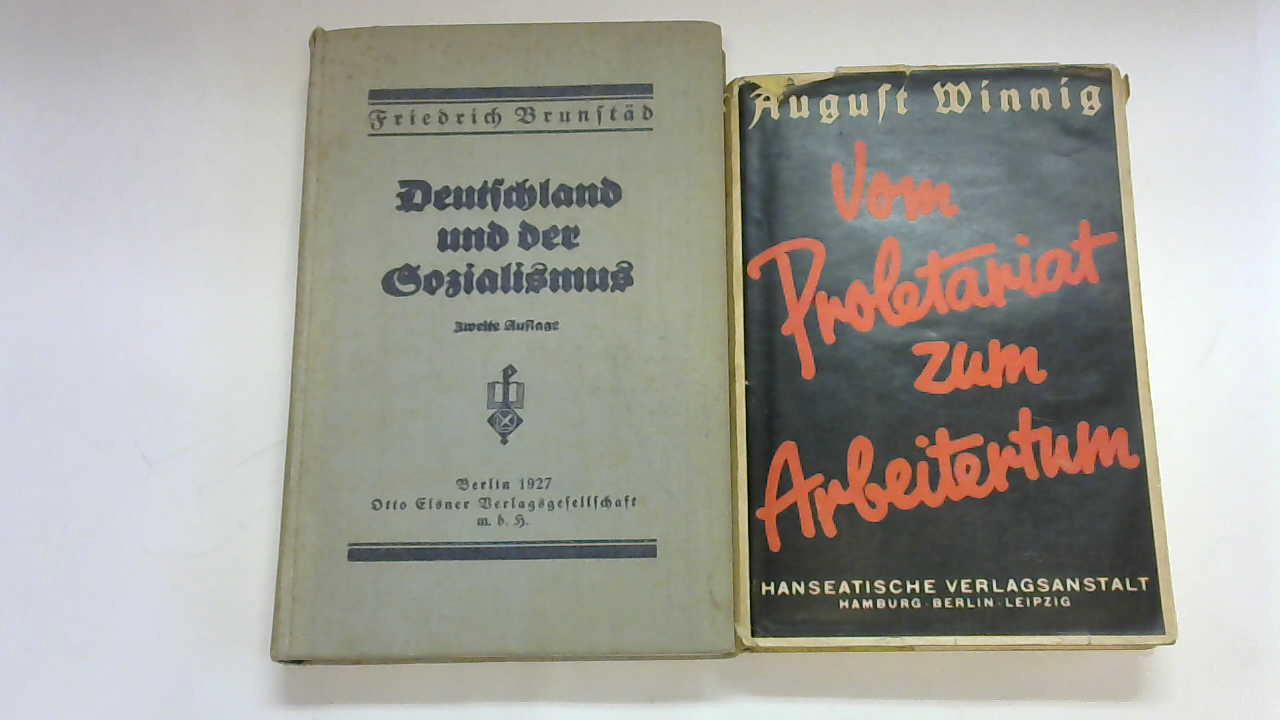 Friedrich Brunstäd
Deutschland
und der
Sozialismus
Zweite Auflage
Berlin 1927
Otto Elsner Verlagsgesellschaft
m. b. H.
August Winnig
Vom
Proletariat
zum
Arbeitertum
HANSEATISCHE VERLAGSANSTALT
HAMBURG · BERLIN · LEIPZIG